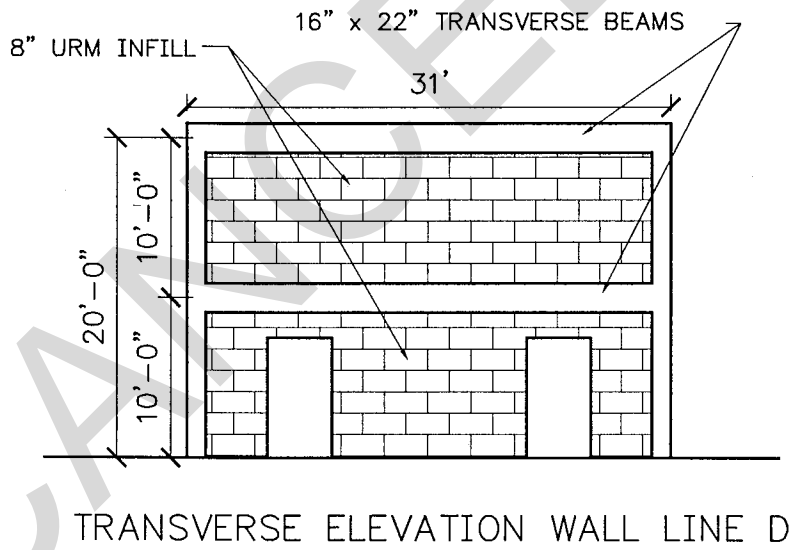 16" x 22" TRANSVERSE BEAMS
8" URM INFILL
31'
10'-0"
20'-0"
10'-0"
TRANSVERSE ELEVATION WALL LINE D